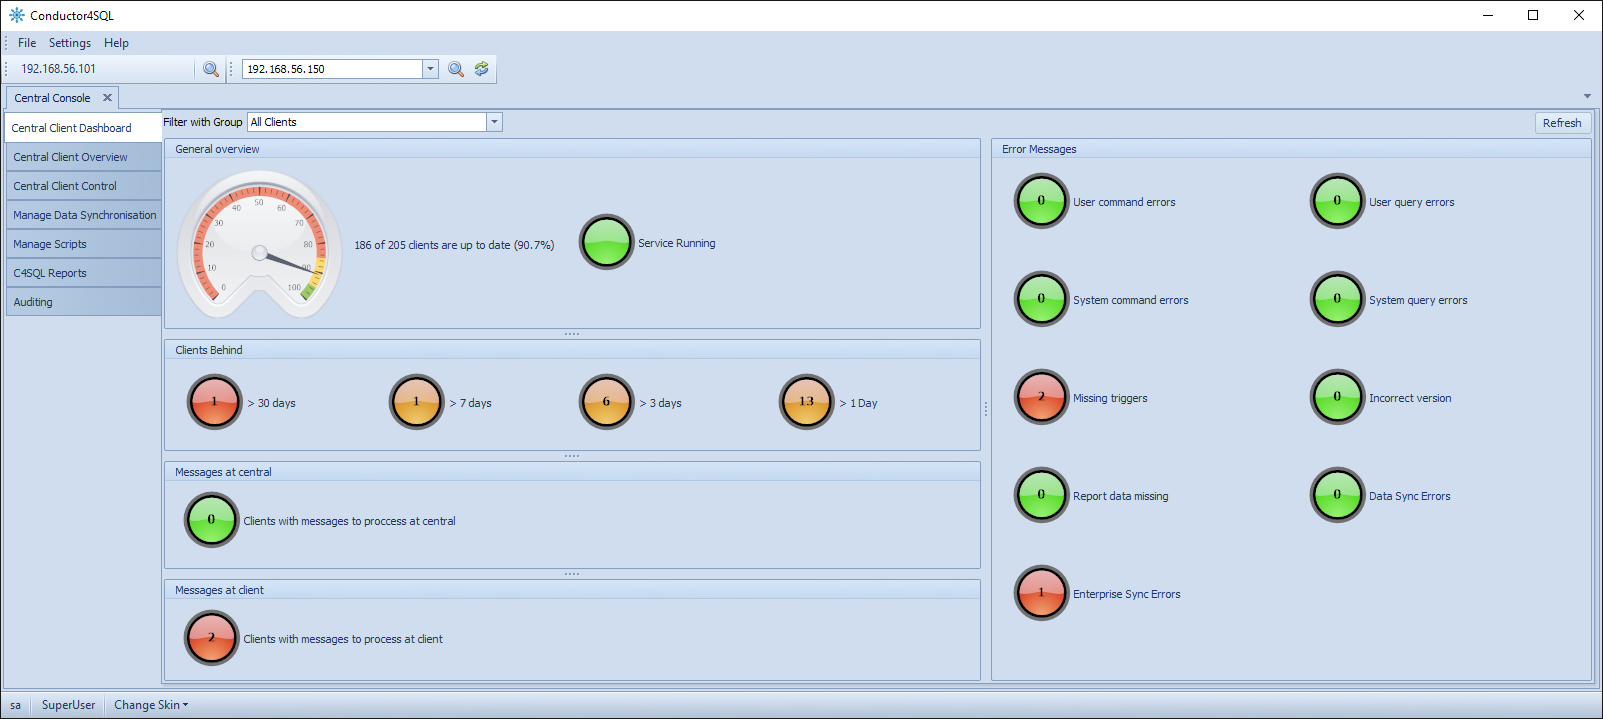 Conductor4SQL
File Settings Help
192.168.56.101 192.168.56.150
Central Console
Central Client Dashboard
Central Client Overview
Central Client Control
Manage Data Synchronisation
Manage Scripts
C4SQL Reports
Auditing
Filter with Group All Clients Refresh
General overview
0 10 20 30 40 50 60 70 80 90 100
186 of 205 clients are up to date (90.7%) Service Running
Clients Behind
1 > 30 days 1 > 7 days 6 > 3 days 13 > 1 Day
Messages at central
0 Clients with messages to proccess at central
Messages at client
2 Clients with messages to process at client
Error Messages
0 User command errors 0 User query errors
0 System command errors 0 System query errors
2 Missing triggers 0 Incorrect version
0 Report data missing 0 Data Sync Errors
1 Enterprise Sync Errors
sa SuperUser Change Skin